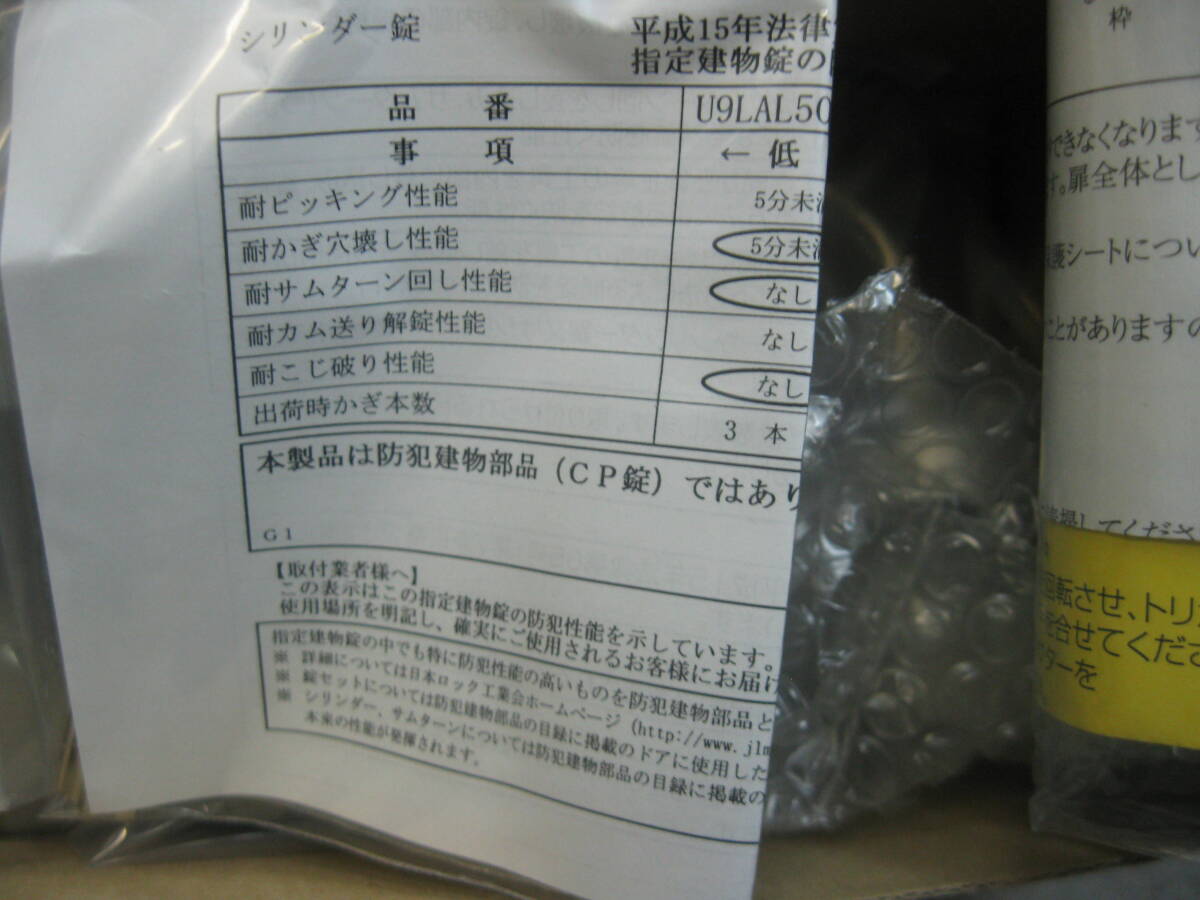 シリンダー錠
平成15年法律
指定建物錠の
品 番 U9LAL50
事 項 ← 低
耐ピッキング性能 5分未
耐かぎ穴壊し性能 5分未
耐サムターン回し性能 なし
耐カム送り解錠性能 なし
耐こじ破り性能 なし
出荷時かぎ本数 3 本
本製品は防犯建物部品（CP錠）ではあり
G1
【取付業者様へ】
この表示はこの指定建物錠の防犯性能を示しています。
使用場所を明記し、確実にご使用されるお客様にお届け
指定建物錠の中でも特に防犯性能の高いものを防犯建物部品と
※ 詳細については日本ロック工業会ホームページ（http://www.jlm
※ 錠セットについては防犯建物部品の目録に掲載のドアに使用した
※ シリンダー、サムターンについては防犯建物部品の目録に掲載の
本来の性能が発揮されます。
枠
できなくなります
す。扉全体とし
護シートについ
ことがありますの
回転させ、トリ
を合せてくださ
ターを